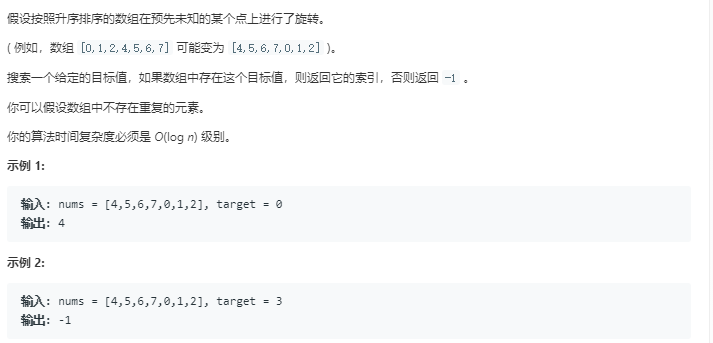 假设按照升序排序的数组在预先未知的某个点上进行了旋转。
( 例如，数组 [0,1,2,4,5,6,7] 可能变为 [4,5,6,7,0,1,2] )。
搜索一个给定的目标值，如果数组中存在这个目标值，则返回它的索引，否则返回 -1 。
你可以假设数组中不存在重复的元素。
你的算法时间复杂度必须是 O(log n) 级别。
示例 1:
输入: nums = [4,5,6,7,0,1,2], target = 0
输出: 4
示例 2:
输入: nums = [4,5,6,7,0,1,2], target = 3
输出: -1